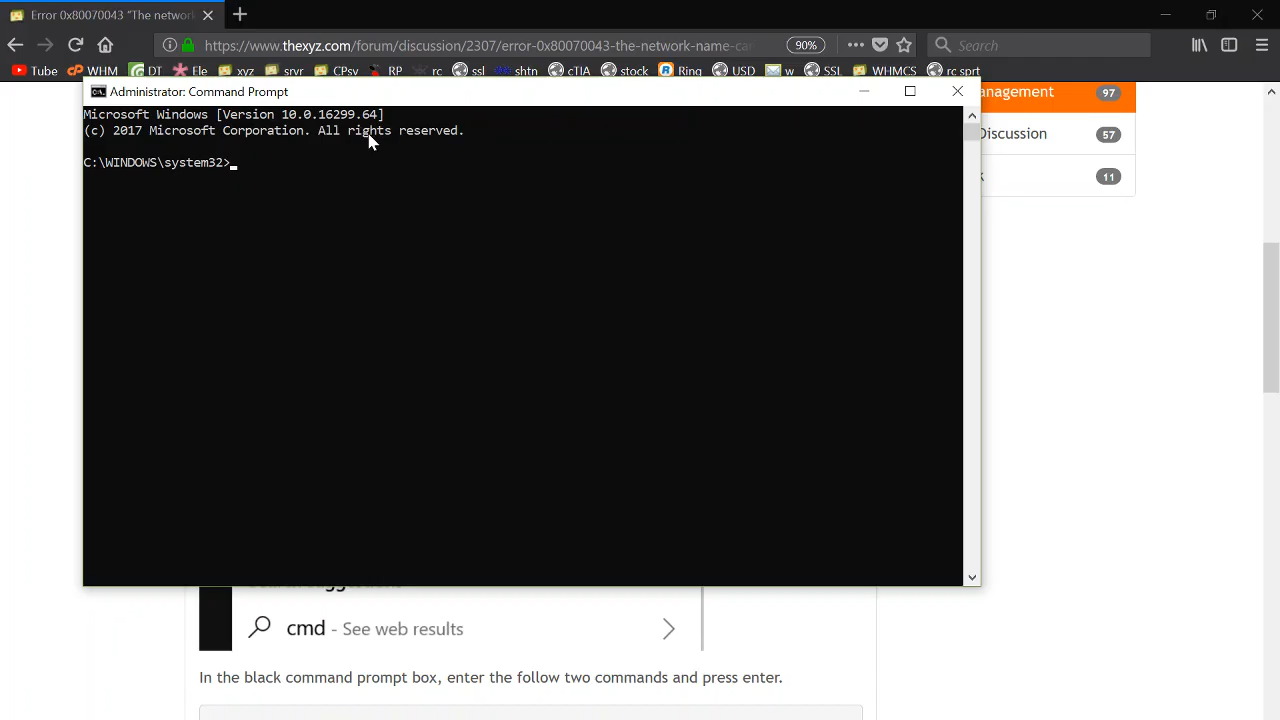 Error 0x80070043 "The networ
https://www.thexyz.com/forum/discussion/2307/error-0x80070043-the-network-name-ca
90%
Search
Tube WHM DT Ele xyz srvr CPsv RP rc ssl shtn cTIA stock Ring USD w SSL WHMCS rc sprt
Administrator: Command Prompt
anagement 97
Microsoft Windows [Version 10.0.16299.64]
(c) 2017 Microsoft Corporation. All rights reserved.
Discussion 57
C:\WINDOWS\system32>
k 11
cmd - See web results
In the black command prompt box, enter the follow two commands and press enter.